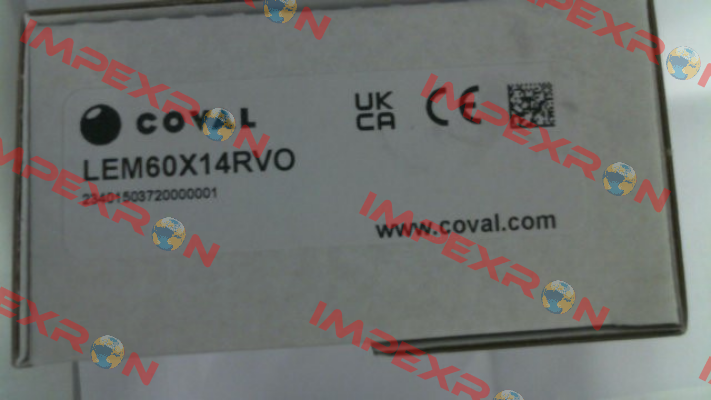 COVAL
UK
CA
CE
LEM60X14RVO
23401503720000001
www.coval.com
IMPEXRON
IMPEXRON
IMPEXRON
IMPEXRON
IMPEXRON
IMPEXRON